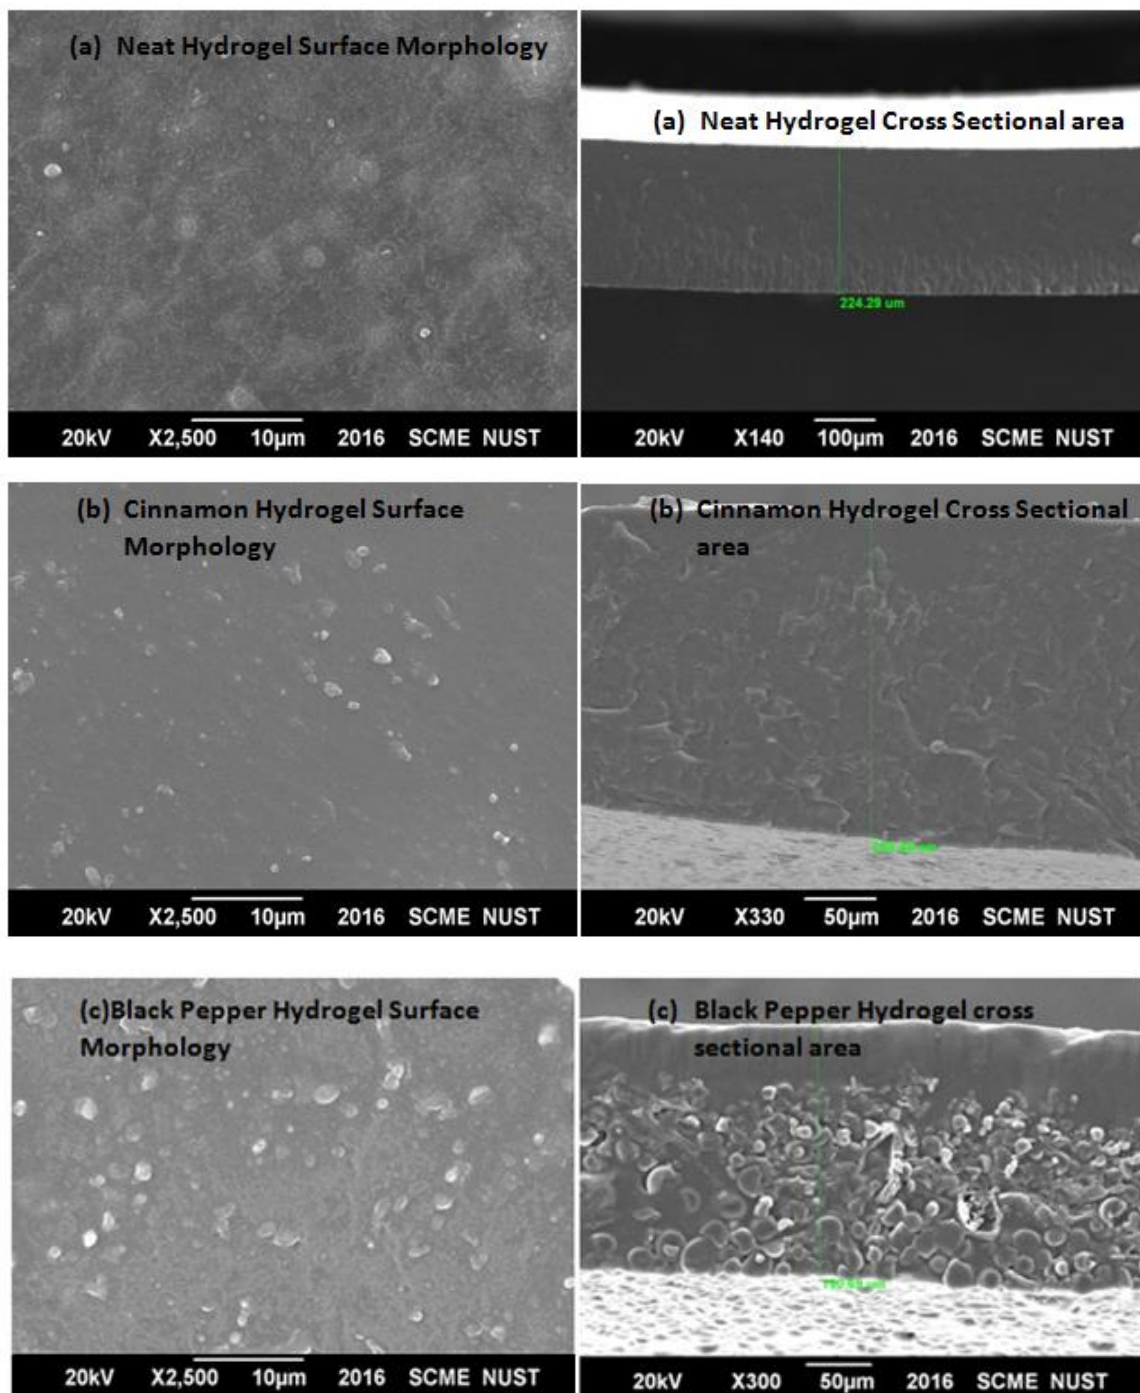 (a) Neat Hydrogel Surface Morphology
20kV X2,500 10µm 2016 SCME NUST
(a) Neat Hydrogel Cross Sectional area
224.29 um
20kV X140 100µm 2016 SCME NUST
(b) Cinnamon Hydrogel Surface
Morphology
20kV X2,500 10µm 2016 SCME NUST
(b) Cinnamon Hydrogel Cross Sectional
area
um
20kV X330 50µm 2016 SCME NUST
(c)Black Pepper Hydrogel Surface
Morphology
20kV X2,500 10µm 2016 SCME NUST
(c) Black Pepper Hydrogel cross
sectional area
um
20kV X300 50µm 2016 SCME NUST